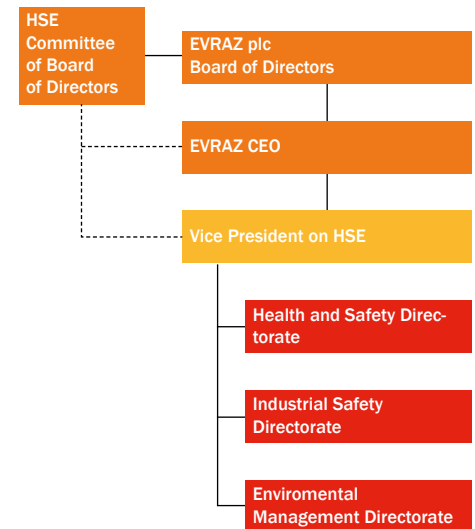 HSE
Committee
of Board
of Directors
EVRAZ plc
Board of Directors
EVRAZ CEO
Vice President on HSE
Health and Safety Direc-
torate
Industrial Safety
Directorate
Enviromental
Management Directorate